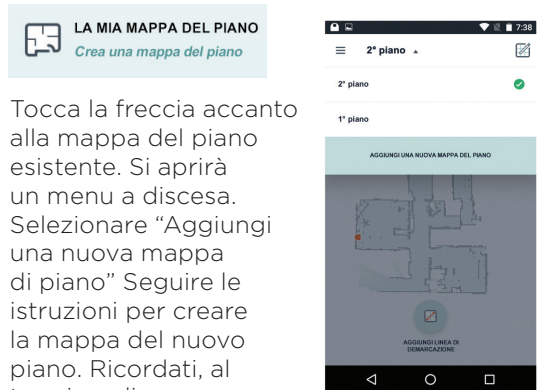 LA MIA MAPPA DEL PIANO
Crea una mappa del piano
Tocca la freccia accanto
alla mappa del piano
esistente. Si aprirà
un menu a discesa.
Selezionare “Aggiungi
una nuova mappa
di piano” Seguire le
istruzioni per creare
la mappa del nuovo
piano. Ricordati, al
7:38
2° piano
2° piano
1° piano
AGGIUNGI UNA NUOVA MAPPA DEL PIANO
AGGIUNGI LINEA DI
DEMARCAZIONE